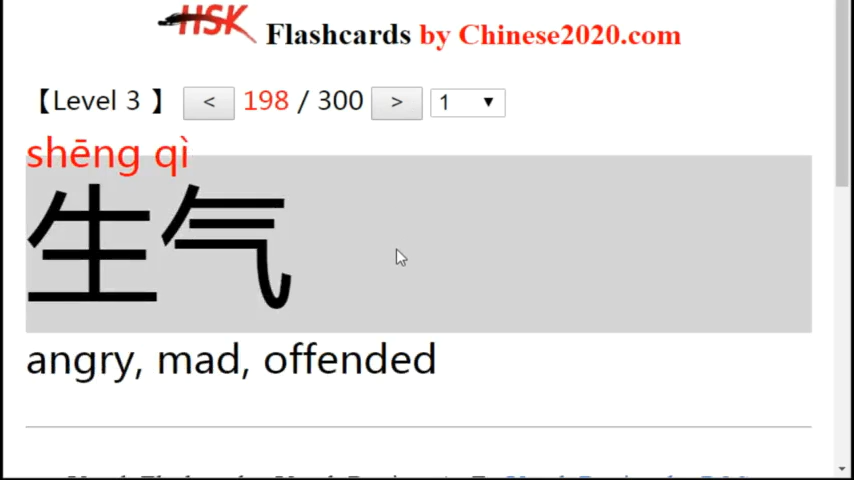 HSK Flashcards by Chinese2020.com
【Level 3 】 < 198 / 300 > 1 ▼
shēng qì
生气
angry, mad, offended